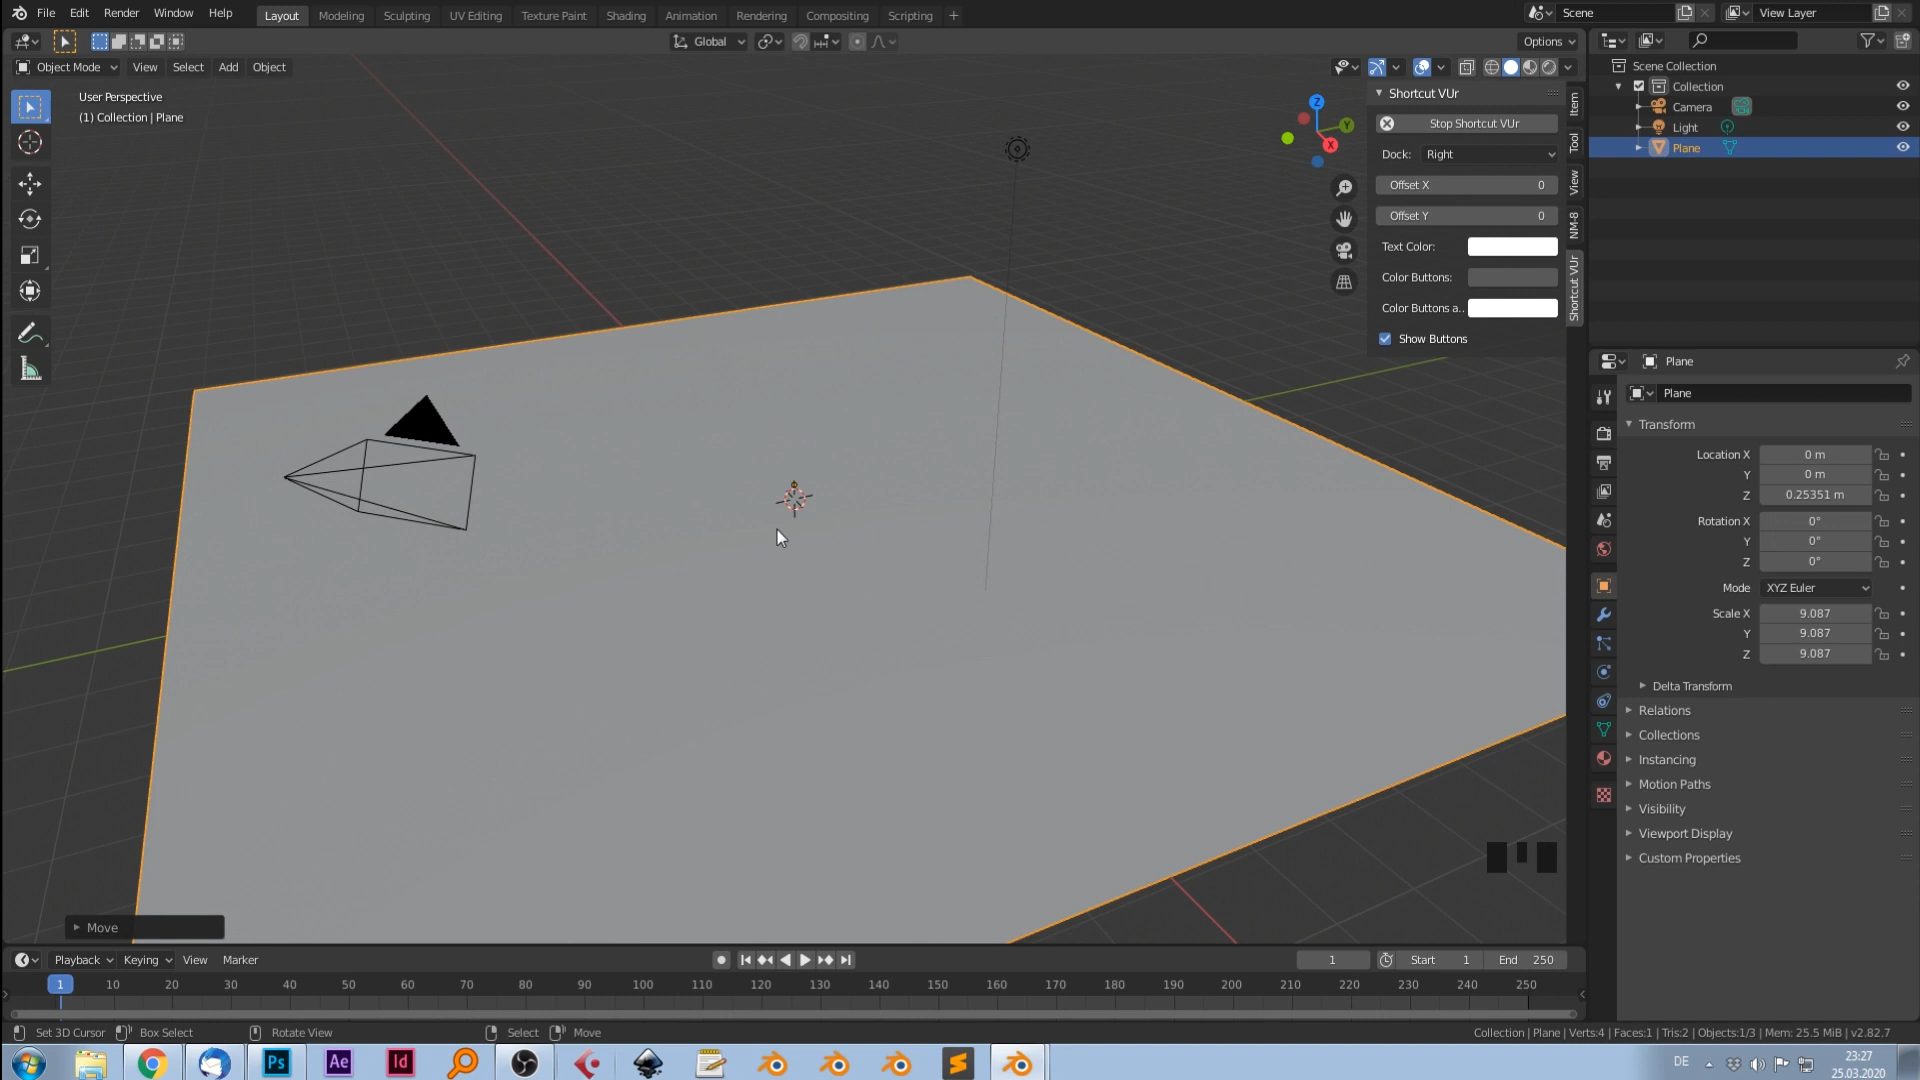 File Edit Render Window Help Layout Modeling Sculpting UV Editing Texture Paint Shading Animation Rendering Compositing Scripting + Scene View Layer
Global Options
Object Mode View Select Add Object
User Perspective
(1) Collection | Plane
Z
Y
X
Shortcut VUr
Stop Shortcut VUr
Dock: Right
Offset X 0
Offset Y 0
Text Color:
Color Buttons:
Color Buttons a..
Show Buttons
Item
Tool
View
NM-8
Shortcut VUr
Scene Collection
Collection
Camera
Light
Plane
Plane
Plane
Transform
Location X 0 m
Y 0 m
Z 0.25351 m
Rotation X 0°
Y 0°
Z 0°
Mode XYZ Euler
Scale X 9.087
Y 9.087
Z 9.087
Delta Transform
Relations
Collections
Instancing
Motion Paths
Visibility
Viewport Display
Custom Properties
Move
Playback Keying View Marker 1 Start 1 End 250
1 10 20 30 40 50 60 70 80 90 100 110 120 130 140 150 160 170 180 190 200 210 220 230 240 250
Set 3D Cursor Box Select Rotate View Select Move Collection | Plane | Verts:4 | Faces:1 | Tris:2 | Objects:1/3 | Mem: 25.5 MiB | v2.82.7
Ps Ae Id DE 23:27
25.03.2020